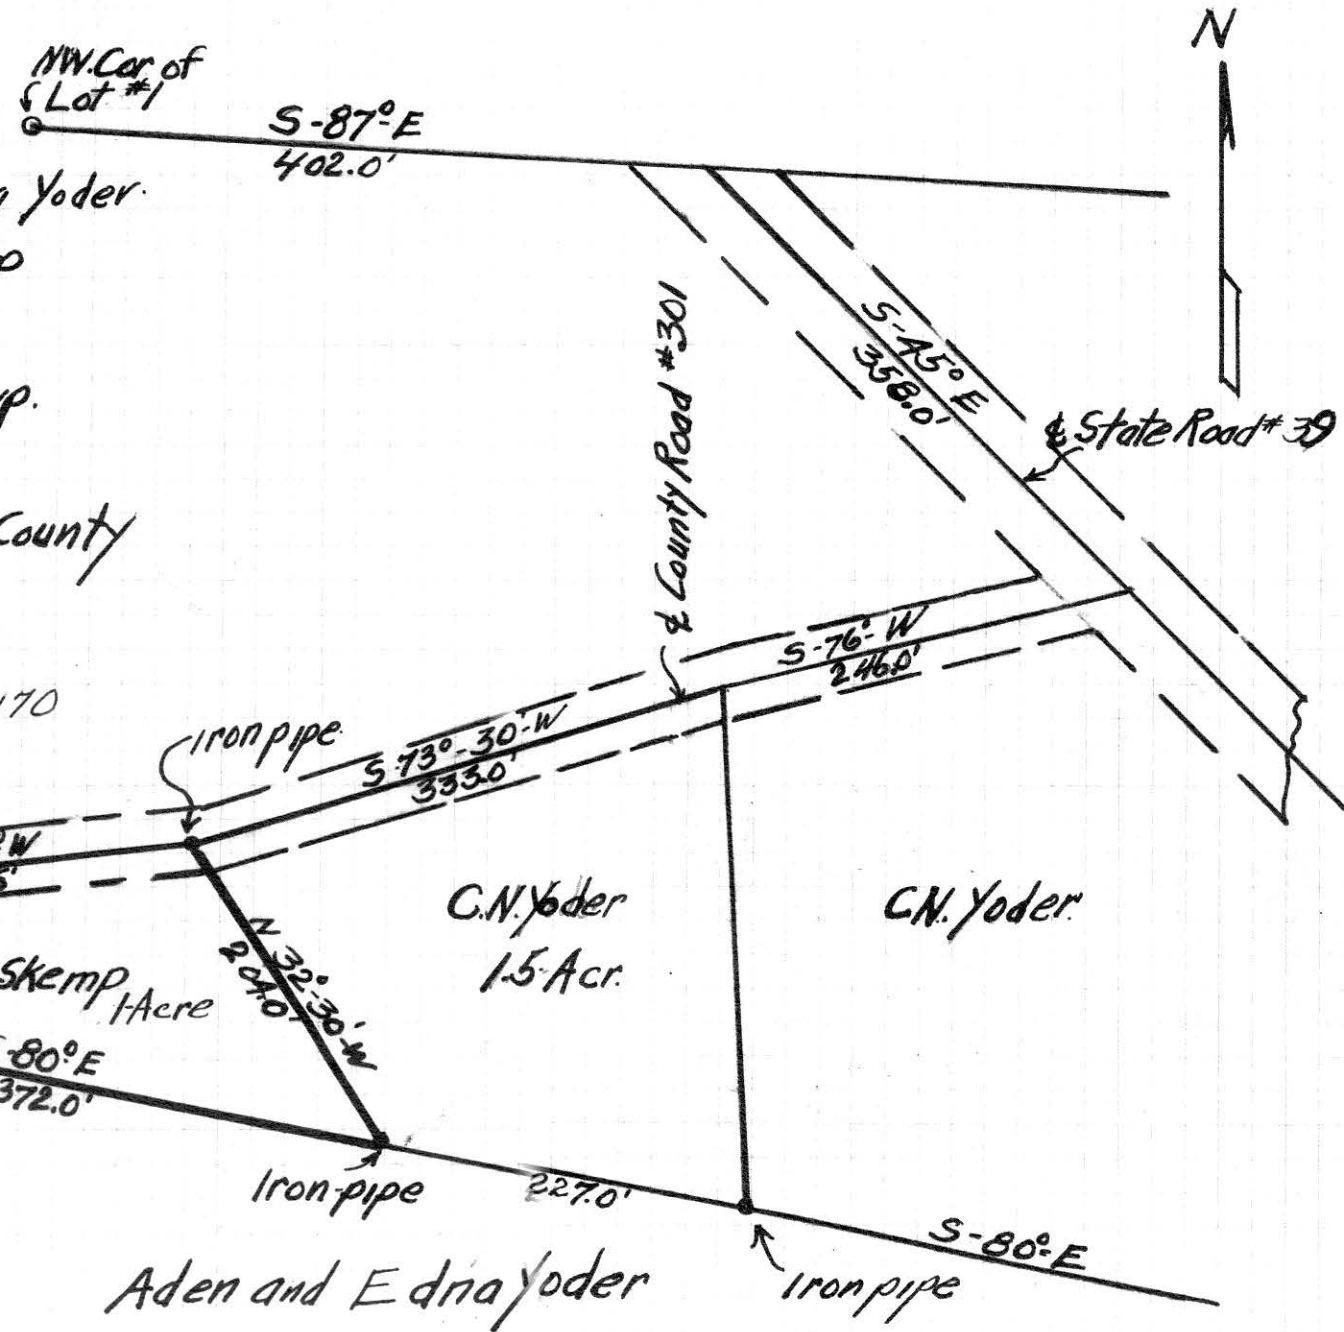 N
NW. Cor. of
Lot #1
S-87°-E
402.0'
Yoder.
S-45° E
358.0'
℄ County Road #301
℄ State Road #39
County
S-76°-W
246.0'
170
iron pipe.
S-73°-30'-W
333.0'
W
C.N. Yoder
1.5-Acr.
C.N. Yoder.
N 32°-30'-W
204.0'
skemp
1-Acre
-80° E
372.0'
Iron-pipe
227.0'
S-80°-E
Iron pipe
Aden and Edna Yoder